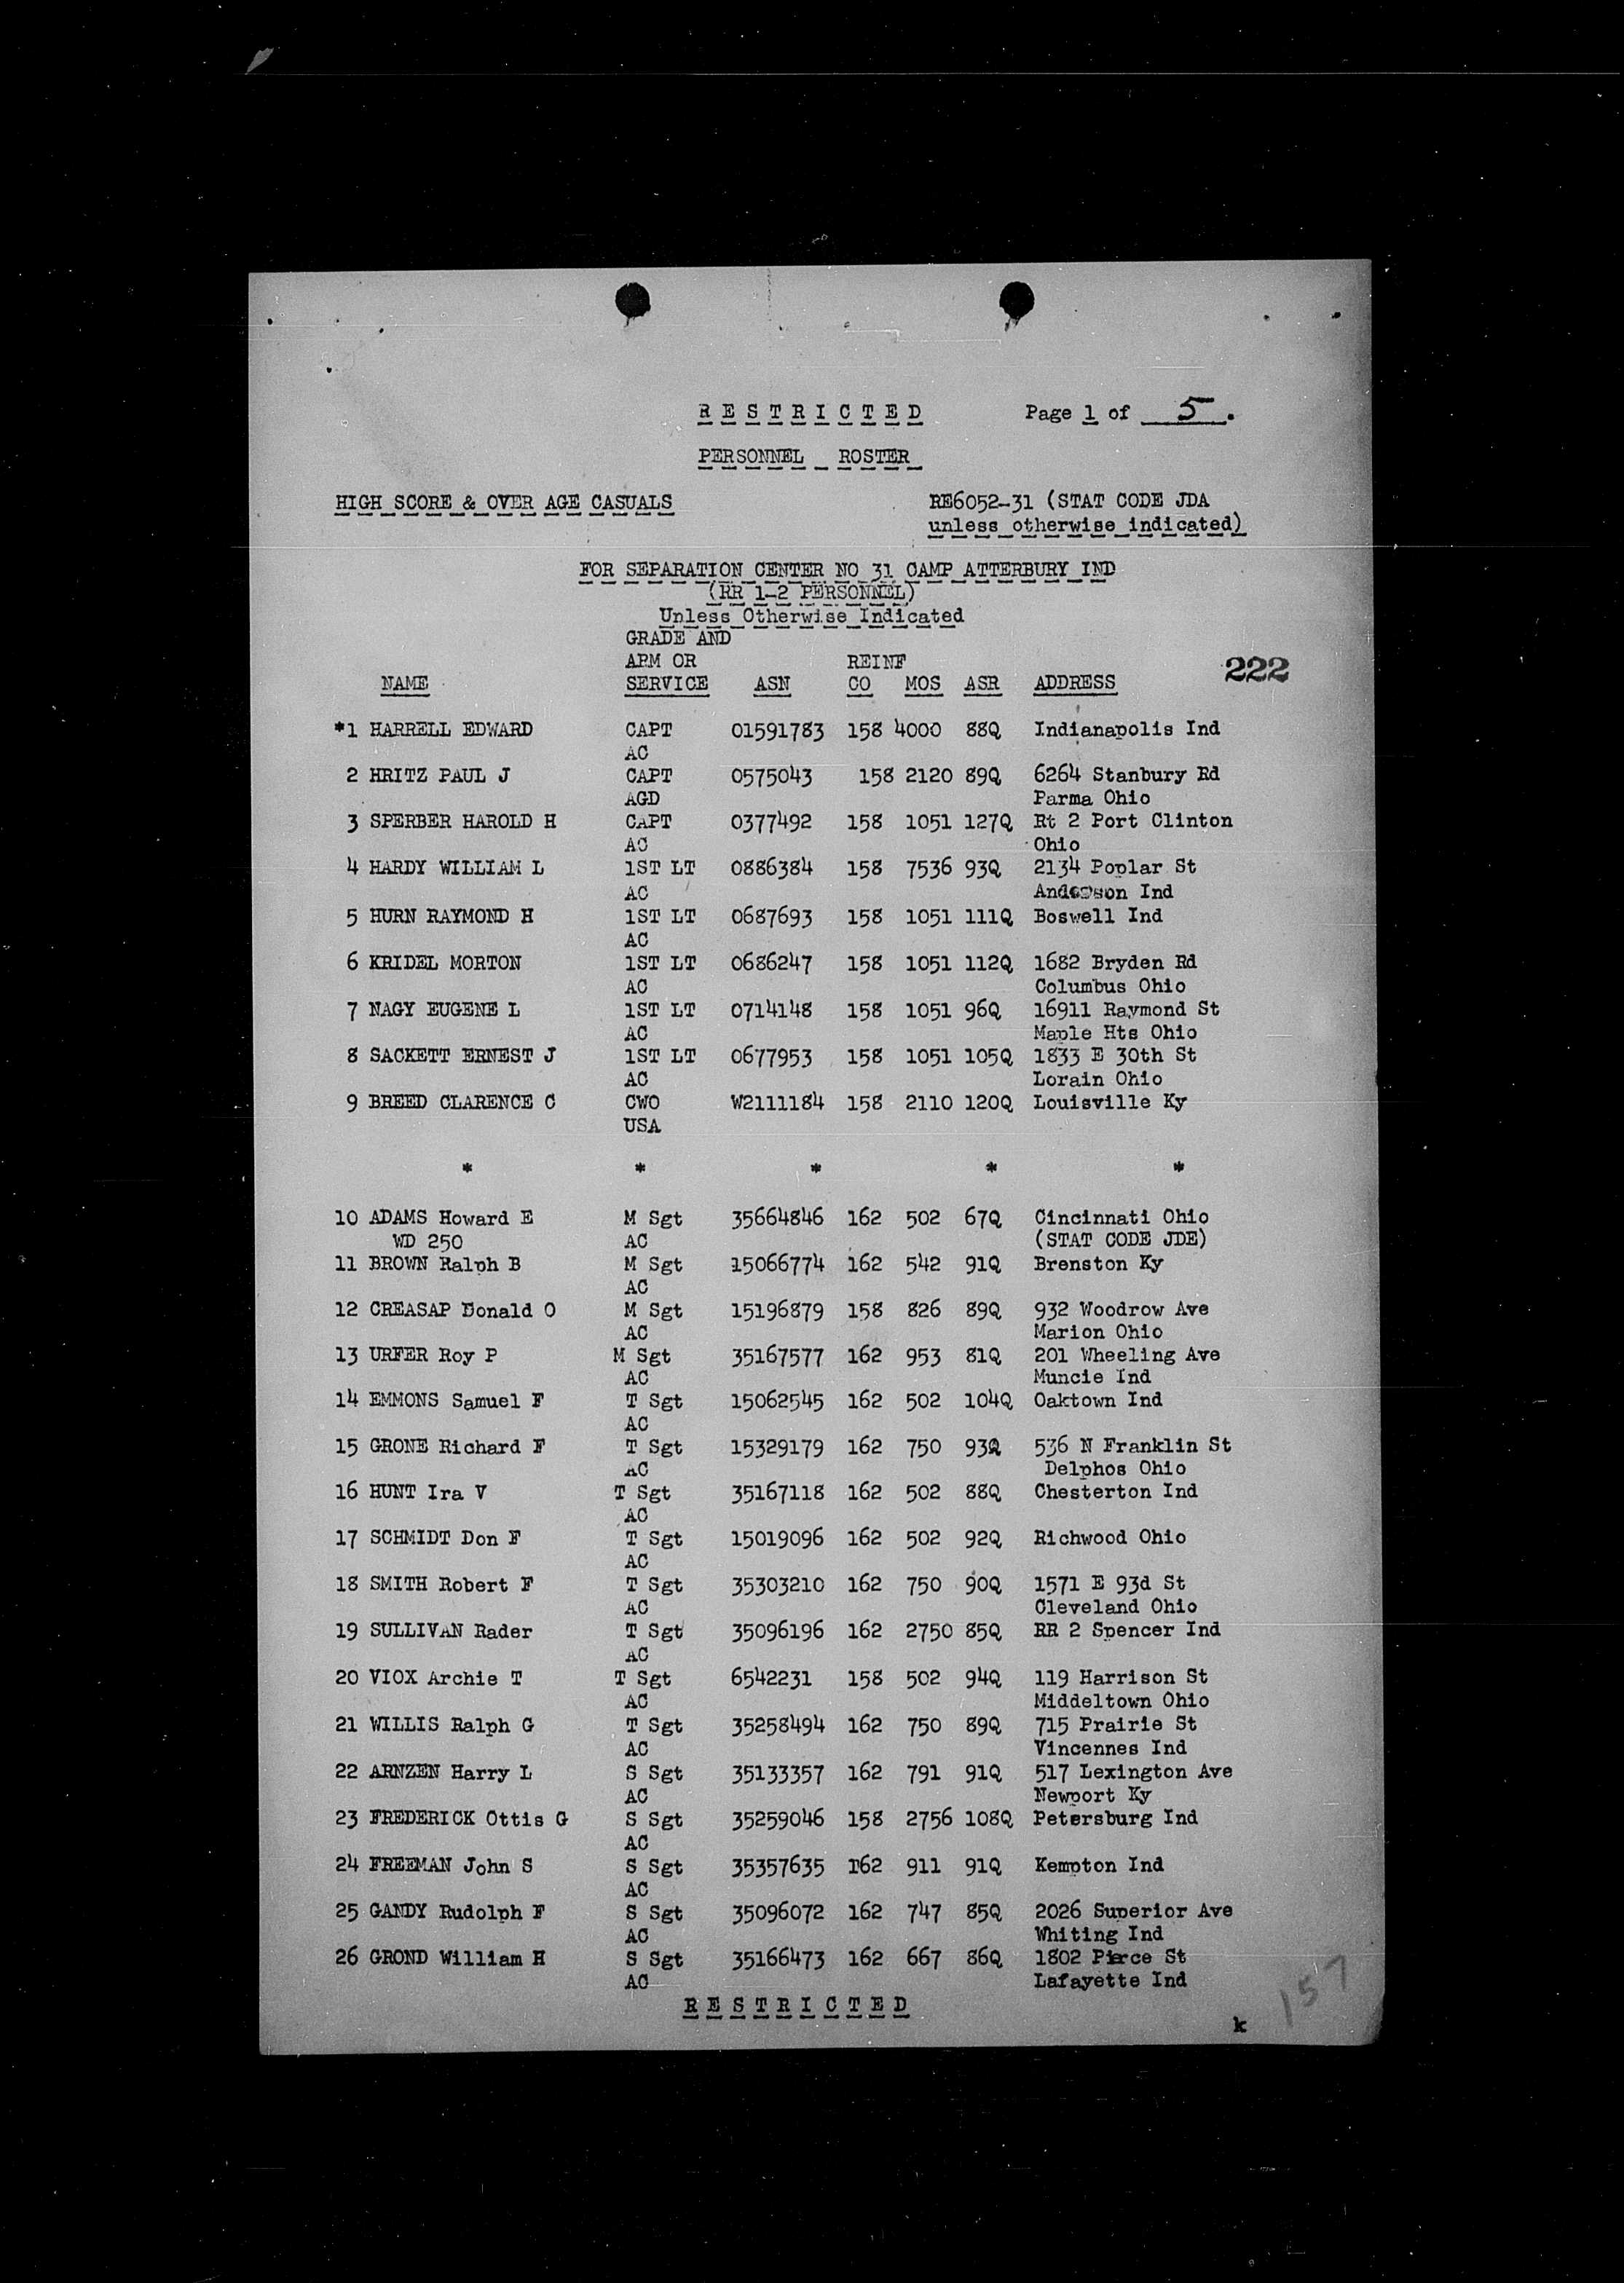 RESTRICTED Page 1 of 5.
PERSONNEL ROSTER
HIGH SCORE & OVER AGE CASUALS RE6052-31 (STAT CODE JDA
unless otherwise indicated)
FOR SEPARATION CENTER NO 31 CAMP ATTERBURY IND
(RR 1-2 PERSONNEL)
Unless Otherwise Indicated
GRADE AND
ARM OR REINF 222
NAME SERVICE ASN CO MOS ASR ADDRESS
*1 HARRELL EDWARD CAPT 01591783 158 4000 88Q Indianapolis Ind
AC
2 HRITZ PAUL J CAPT 0575043 158 2120 89Q 6264 Stanbury Rd
AGD Parma Ohio
3 SPERBER HAROLD H CAPT 0377492 158 1051 127Q Rt 2 Port Clinton
AC Ohio
4 HARDY WILLIAM L 1ST LT 0886384 158 7536 93Q 2134 Poplar St
AC Anderson Ind
5 HURN RAYMOND H 1ST LT 0687693 158 1051 111Q Boswell Ind
AC
6 KRIDEL MORTON 1ST LT 0686247 158 1051 112Q 1682 Bryden Rd
AC Columbus Ohio
7 NAGY EUGENE L 1ST LT 0714148 158 1051 96Q 16911 Raymond St
AC Maple Hts Ohio
8 SACKETT ERNEST J 1ST LT 0677953 158 1051 105Q 1833 E 30th St
AC Lorain Ohio
9 BREED CLARENCE C CWO W2111184 158 2110 120Q Louisville Ky
USA
* * * * *
10 ADAMS Howard E M Sgt 35664846 162 502 67Q Cincinnati Ohio
WD 250 AC (STAT CODE JDE)
11 BROWN Ralph B M Sgt 15066774 162 542 91Q Brenston Ky
AC
12 CREASAP Donald O M Sgt 15196879 158 826 89Q 932 Woodrow Ave
AC Marion Ohio
13 URFER Roy P M Sgt 35167577 162 953 81Q 201 Wheeling Ave
AC Muncie Ind
14 EMMONS Samuel F T Sgt 15062545 162 502 104Q Oaktown Ind
AC
15 GRONE Richard F T Sgt 15329179 162 750 93Q 536 N Franklin St
AC Delphos Ohio
16 HUNT Ira V T Sgt 35167118 162 502 88Q Chesterton Ind
AC
17 SCHMIDT Don F T Sgt 15019096 162 502 92Q Richwood Ohio
AC
18 SMITH Robert F T Sgt 35303210 162 750 90Q 1571 E 93d St
AC Cleveland Ohio
19 SULLIVAN Rader T Sgt 35096196 162 2750 85Q RR 2 Spencer Ind
AC
20 VIOX Archie T T Sgt 6542231 158 502 94Q 119 Harrison St
AC Middeltown Ohio
21 WILLIS Ralph G T Sgt 35258494 162 750 89Q 715 Prairie St
AC Vincennes Ind
22 ARNZEN Harry L S Sgt 35133357 162 791 91Q 517 Lexington Ave
AC Newport Ky
23 FREDERICK Ottis G S Sgt 35259046 158 2756 108Q Petersburg Ind
AC
24 FREEMAN John S S Sgt 35357635 162 911 91Q Kempton Ind
AC
25 GANDY Rudolph F S Sgt 35096072 162 747 85Q 2026 Superior Ave
AC Whiting Ind
26 GROND William H S Sgt 35166473 162 667 86Q 1802 Pierce St
AC Lafayette Ind
RESTRICTED
157
k